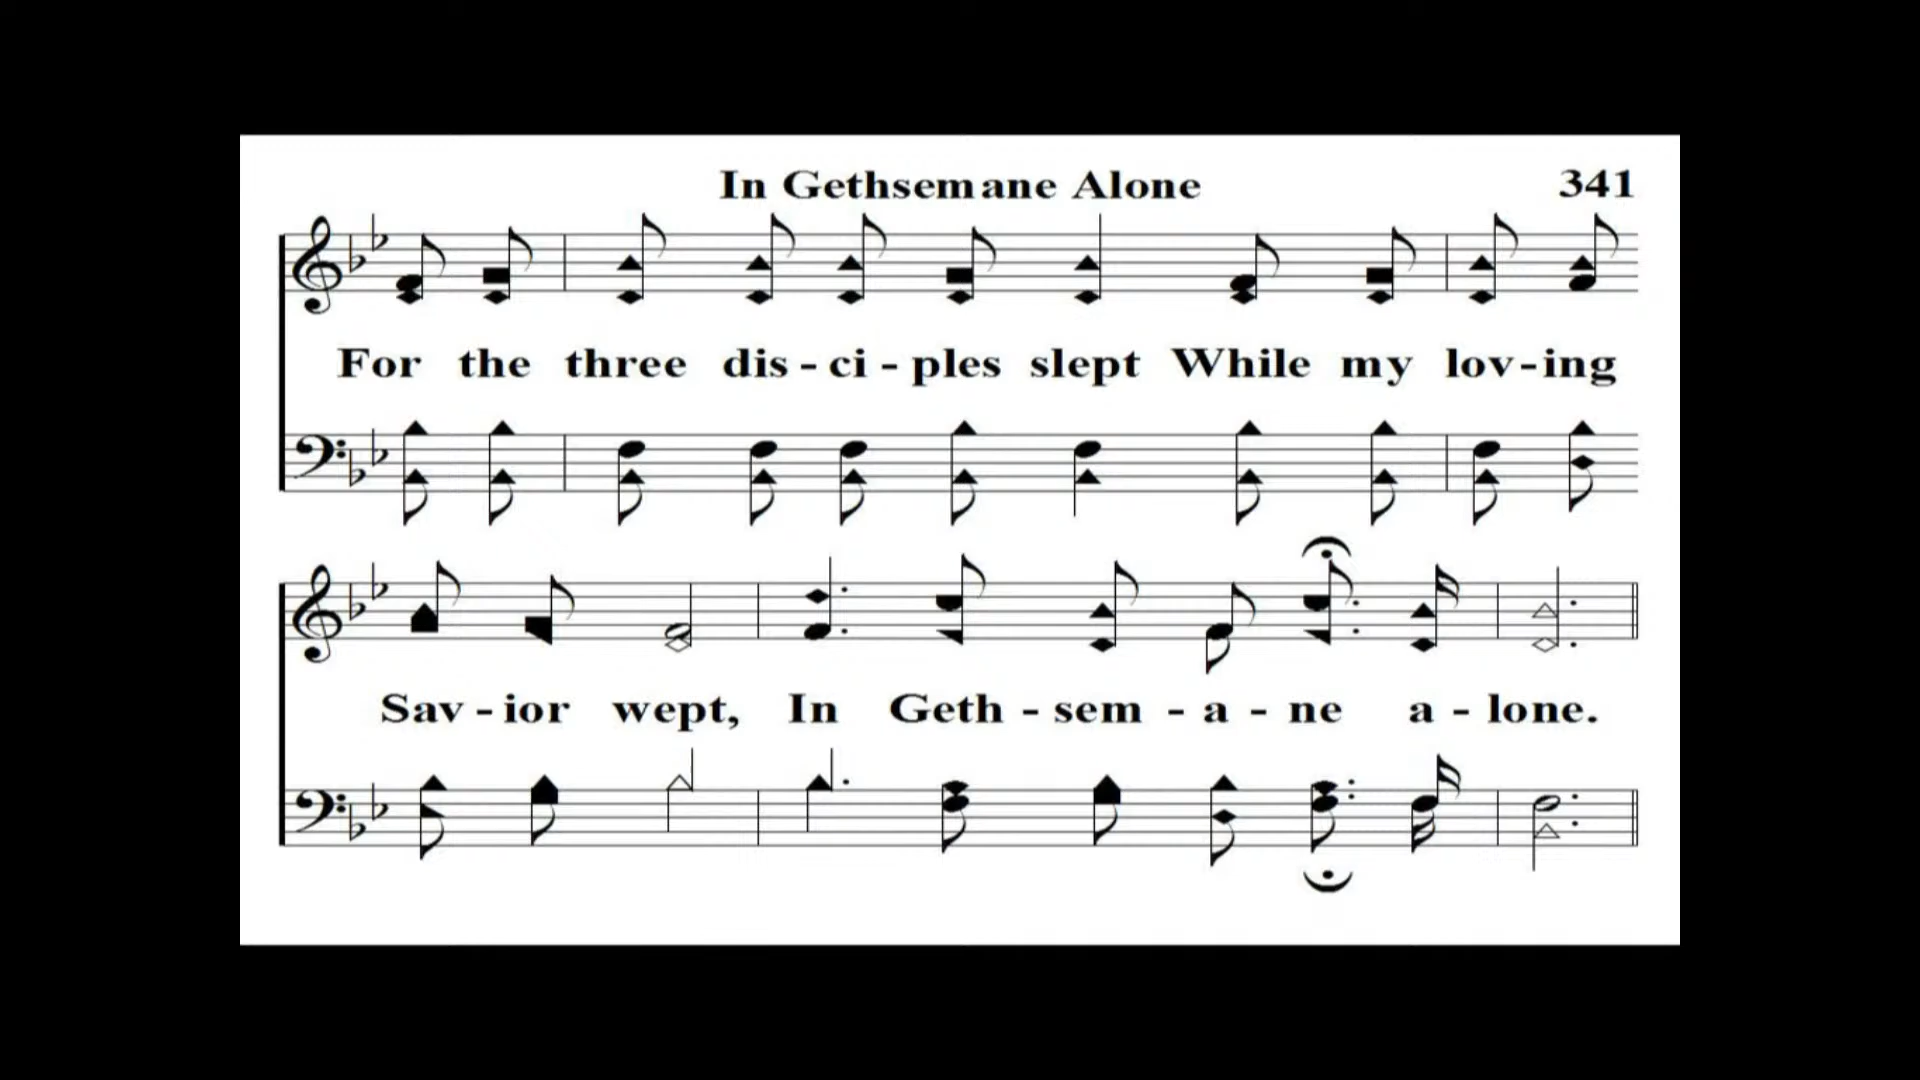 In Gethsemane Alone 341
For the three dis - ci - ples slept While my lov - ing
Sav - ior wept, In Geth - sem - a - ne a - lone.